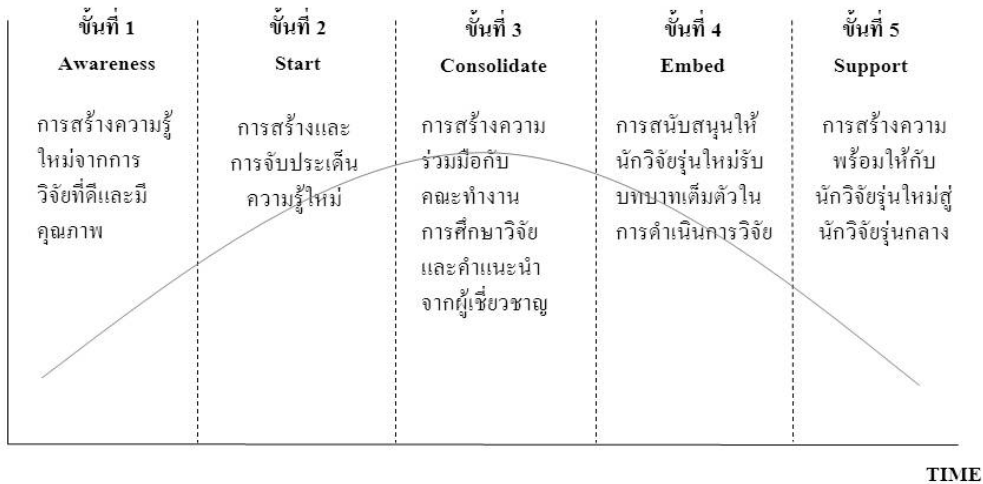 ขั้นที่ 1
Awareness
การสร้างความรู้
ใหม่จากการ
วิจัยที่ดีและมี
คุณภาพ
ขั้นที่ 2
Start
การสร้างและ
การจับประเด็น
ความรู้ใหม่
ขั้นที่ 3
Consolidate
การสร้างความ
ร่วมมือกับ
คณะทำงาน
การศึกษาวิจัย
และคำแนะนำ
จากผู้เชี่ยวชาญ
ขั้นที่ 4
Embed
การสนับสนุนให้
นักวิจัยรุ่นใหม่รับ
บทบาทเต็มตัวใน
การดำเนินการวิจัย
ขั้นที่ 5
Support
การสร้างความ
พร้อมให้กับ
นักวิจัยรุ่นใหม่สู่
นักวิจัยรุ่นกลาง
TIME